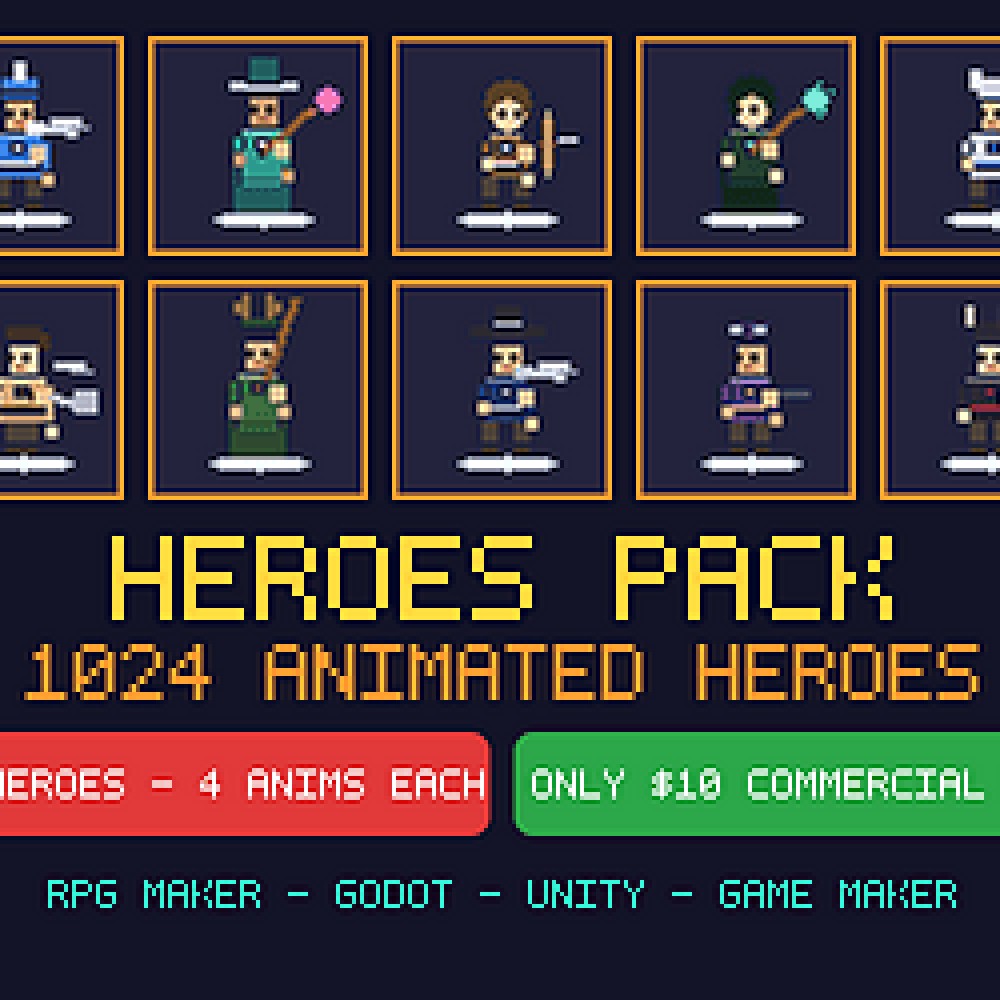 HEROES PACK
1024 ANIMATED HEROES
HEROES - 4 ANIMS EACH
ONLY $10 COMMERCIAL
RPG MAKER - GODOT - UNITY - GAME MAKER